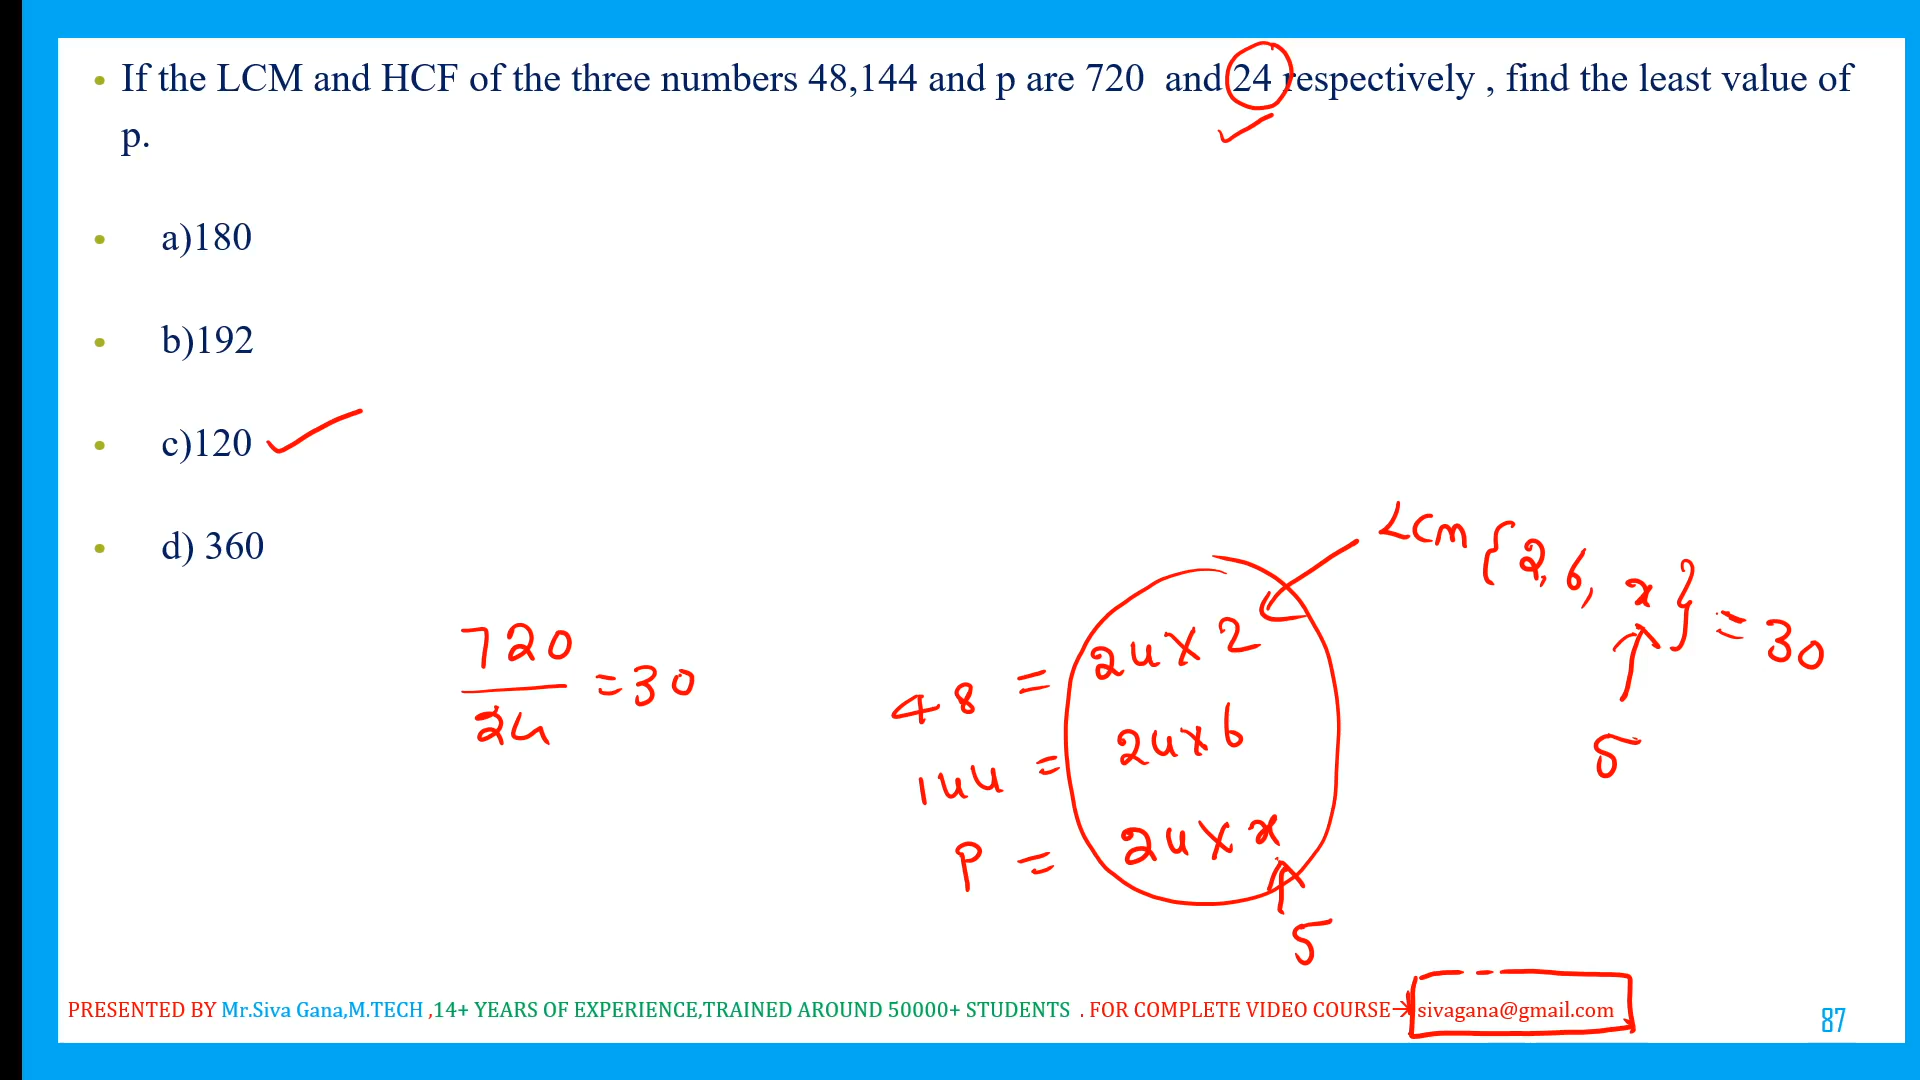 If the LCM and HCF of the three numbers 48,144 and p are 720 and 24 respectively , find the least value of
p.
a)180
b)192
c)120
d) 360
LCM {2, 6, x} = 30
5
720
24
=30
48 = 24 x 2
144 = 24x6
P = 24 x x
5
PRESENTED BY Mr.Siva Gana,M.TECH ,14+ YEARS OF EXPERIENCE,TRAINED AROUND 50000+ STUDENTS . FOR COMPLETE VIDEO COURSE→ sivagana@gmail.com
87